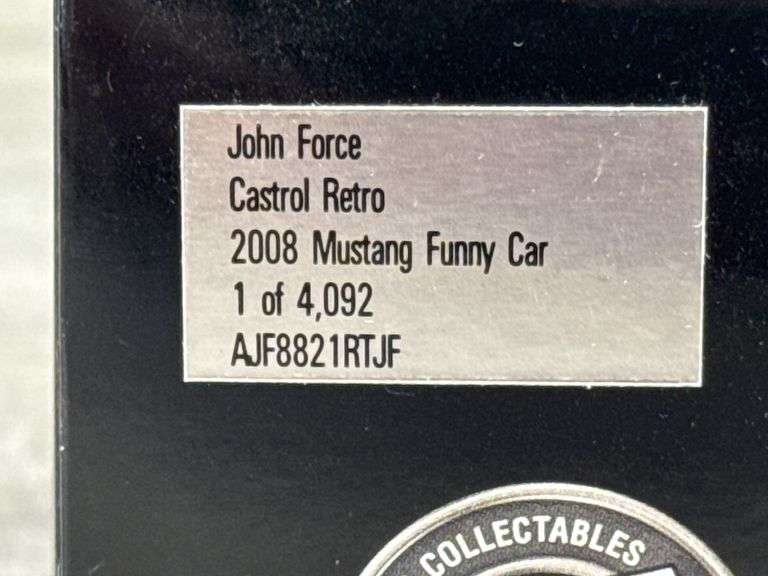 John Force
Castrol Retro
2008 Mustang Funny Car
1 of 4,092
AJF8821RTJF
COLLECTABLES